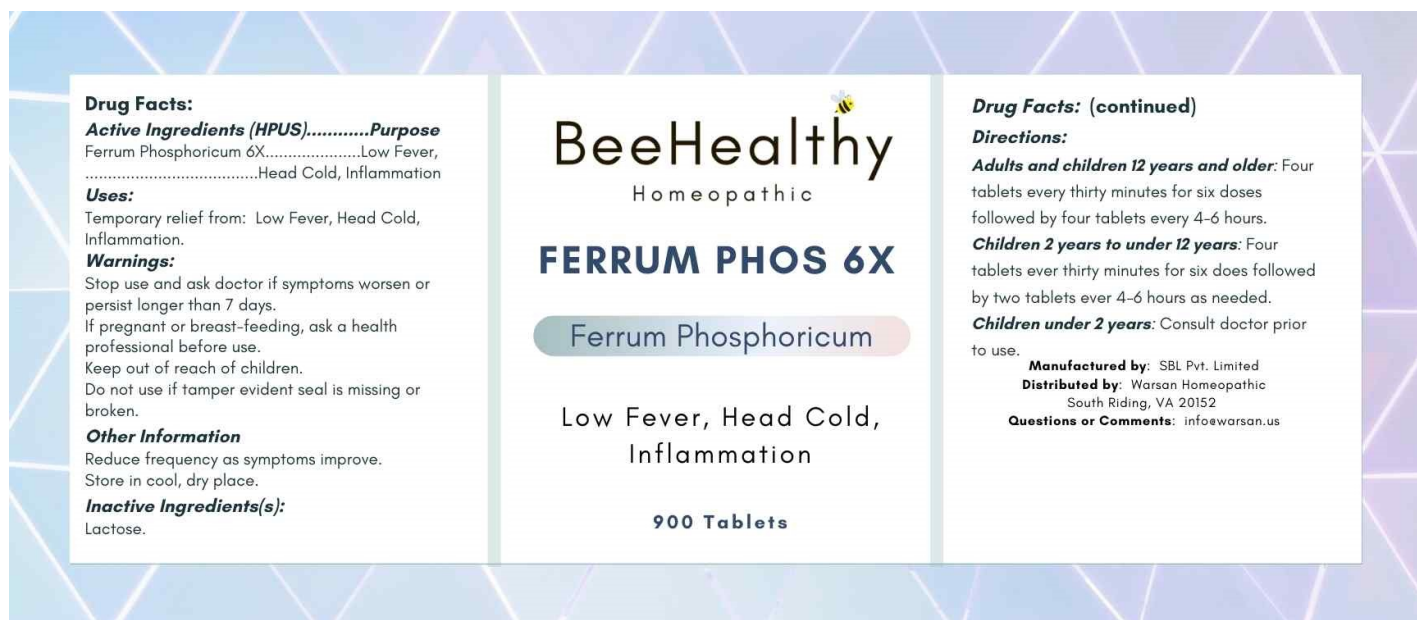 Drug Facts:
Active Ingredients (HPUS)............Purpose
Ferrum Phosphoricum 6X.....................Low Fever,
......................................Head Cold, Inflammation
Uses:
Temporary relief from: Low Fever, Head Cold,
Inflammation.
Warnings:
Stop use and ask doctor if symptoms worsen or
persist longer than 7 days.
If pregnant or breast-feeding, ask a health
professional before use.
Keep out of reach of children.
Do not use if tamper evident seal is missing or
broken.
Other Information
Reduce frequency as symptoms improve.
Store in cool, dry place.
Inactive Ingredients(s):
Lactose.
BeeHealthy
Homeopathic
FERRUM PHOS 6X
Ferrum Phosphoricum
Low Fever, Head Cold,
Inflammation
900 Tablets
Drug Facts: (continued)
Directions:
Adults and children 12 years and older: Four
tablets every thirty minutes for six doses
followed by four tablets every 4-6 hours.
Children 2 years to under 12 years: Four
tablets ever thirty minutes for six does followed
by two tablets ever 4-6 hours as needed.
Children under 2 years: Consult doctor prior
to use.
Manufactured by: SBL Pvt. Limited
Distributed by: Warsan Homeopathic
South Riding, VA 20152
Questions or Comments: info@warsan.us